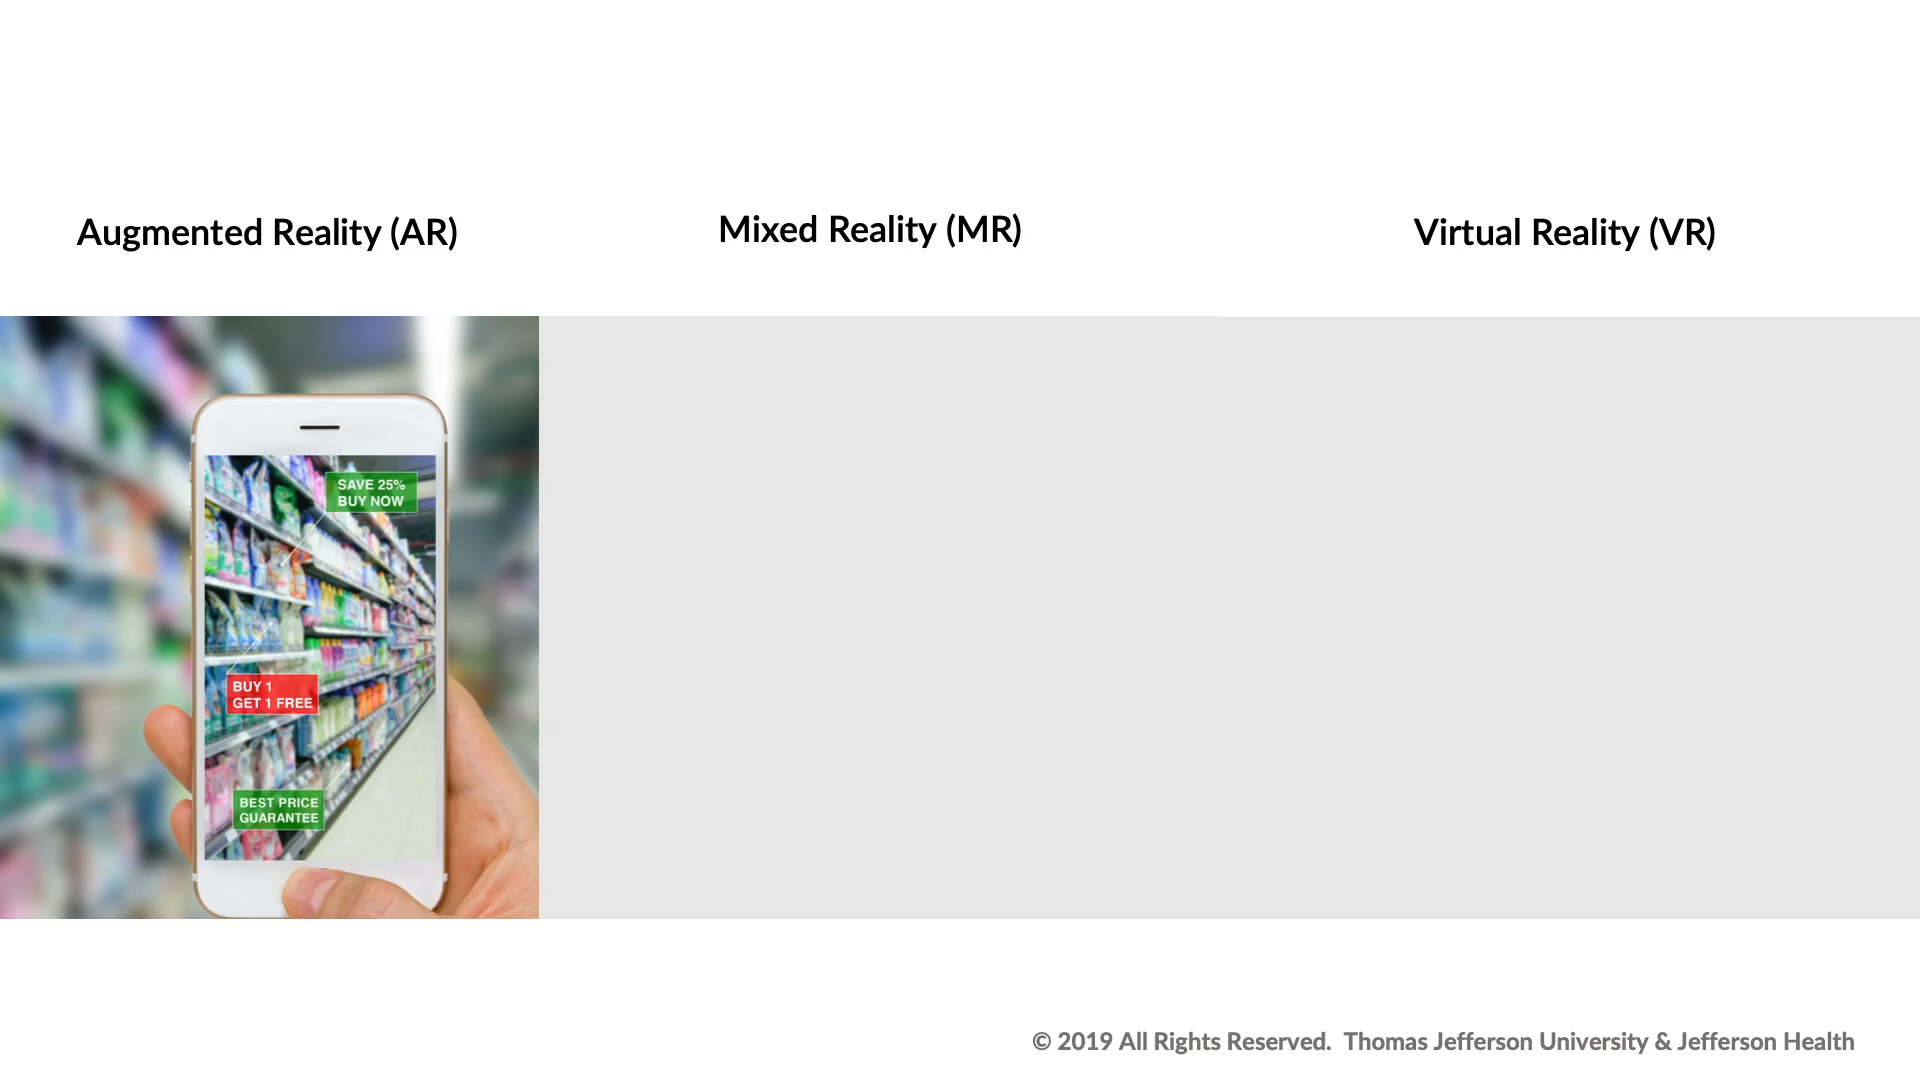 Augmented Reality (AR)
Mixed Reality (MR)
Virtual Reality (VR)
SAVE 25%
BUY NOW
BUY 1
GET 1 FREE
BEST PRICE
GUARANTEE
© 2019 All Rights Reserved.  Thomas Jefferson University & Jefferson Health